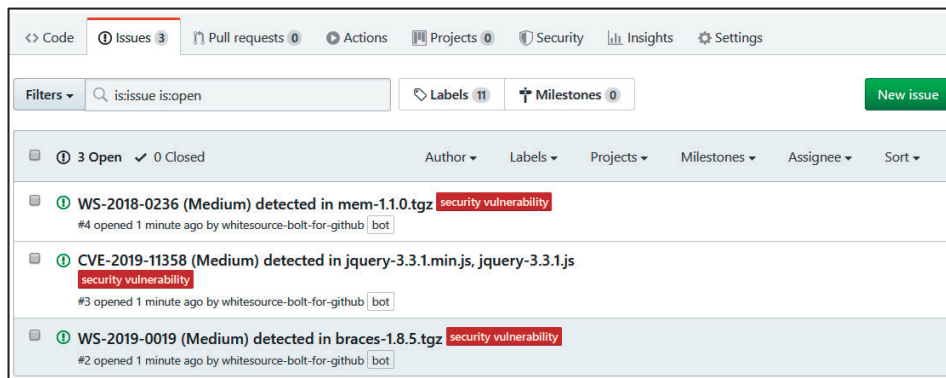 Code Issues 3 Pull requests 0 Actions Projects 0 Security Insights Settings
Filters is:issue is:open Labels 11 Milestones 0 New issue
3 Open 0 Closed Author Labels Projects Milestones Assignee Sort
WS-2018-0236 (Medium) detected in mem-1.1.0.tgz security vulnerability
#4 opened 1 minute ago by whitesource-bolt-for-github bot
CVE-2019-11358 (Medium) detected in jquery-3.3.1.min.js, jquery-3.3.1.js
security vulnerability
#3 opened 1 minute ago by whitesource-bolt-for-github bot
WS-2019-0019 (Medium) detected in braces-1.8.5.tgz security vulnerability
#2 opened 1 minute ago by whitesource-bolt-for-github bot